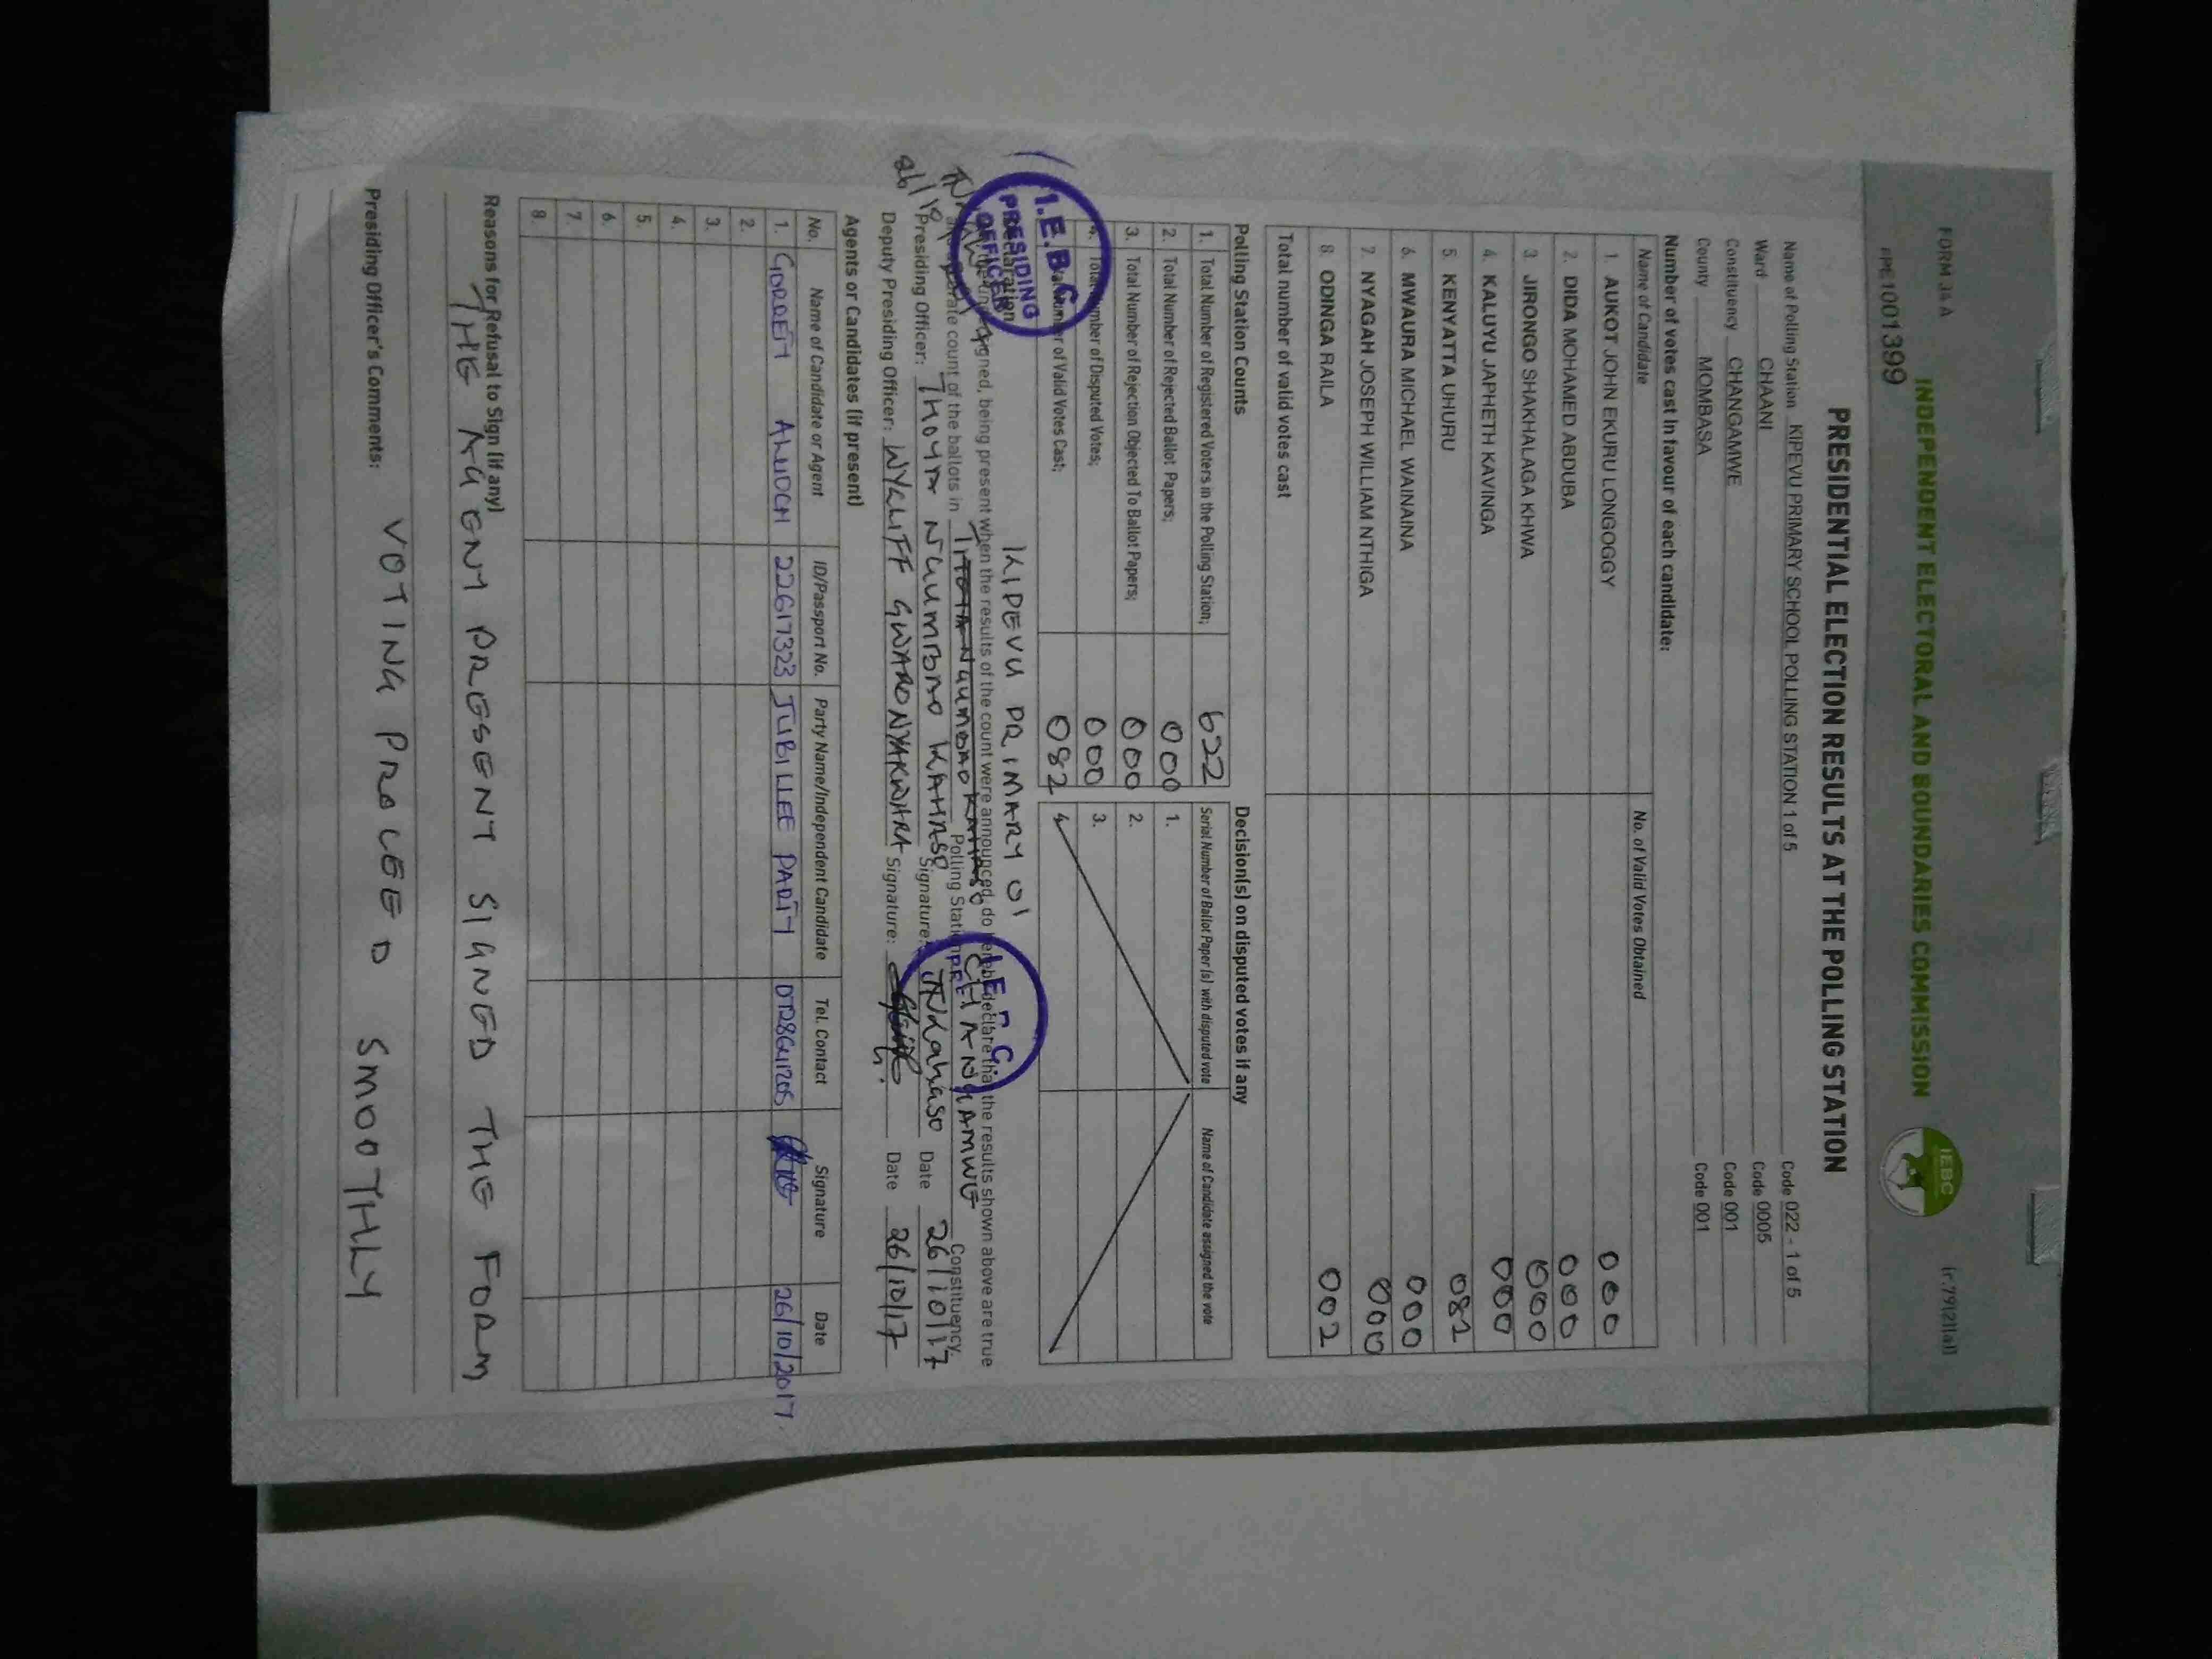 FORM 34 A
(r.79(2)(a))
INDEPENDENT ELECTORAL AND BOUNDARIES COMMISSION
IEBC
#PE1001399
PRESIDENTIAL ELECTION RESULTS AT THE POLLING STATION
Name of Polling Station KIPEVU PRIMARY SCHOOL POLLING STATION 1 of 5 Code 022 - 1 of 5
Ward CHAANI Code 0005
Constituency CHANGAMWE Code 001
County MOMBASA Code 001
Number of votes cast in favour of each candidate:
Name of Candidate No. of Valid Votes Obtained
1. AUKOT JOHN EKURU LONGOGGY 000
2. DIDA MOHAMED ABDUBA 000
3 JIRONGO SHAKHALAGA KHWA 000
4. KALUYU JAPHETH KAVINGA 000
5 KENYATTA UHURU
6. MWAURA MICHAEL WAINAINA 000
7. NYAGAH JOSEPH WILLIAM NTHIGA 000
8. ODINGA RAILA 002
Total number of valid votes cast
Polling Station Counts Decision(s) on disputed votes if any
1. Total Number of Registered Voters in the Polling Station; 622 Serial Number of Ballot Paper (s) with disputed vote Name of Candidate assigned the vote
2. Total Number of Rejected Ballot Papers; 000 1.
3. Total Number of Rejection Objected To Ballot Papers; 000 2.
4. Total Number of Disputed Votes; 000 3.
Total Number of Valid Votes Cast; 082 4
I.E.B.C
PRESIDING
OFFICER
Declaration
KIPEVU PRIMARY 01
signed, being present when the results of the count were announced, do hereby declare that the results shown above are true
accurate count of the ballots in Polling Station CHANGAMWE Constituency.
26/10
Presiding Officer: THOYA NGUMBAO KAHASO Signature: TNKahaso Date 26/10/17
Deputy Presiding Officer: WYCLIFF GWARO NYAKWARA Signature: Date 26/10/17
Agents or Candidates (if present)
No. Name of Candidate or Agent ID/Passport No. Party Name/Independent Candidate Tel. Contact Signature Date
1. GORRETY ALUOCH 22617323 JUBILLEE PARTY 26/10/2017.
2.
3.
4.
5.
6.
7.
8.
Reasons for Refusal to Sign (if any)
THE AGENT PRESENT SIGNED THE FORM
Presiding Officer's Comments: VOTING PROCEED SMOOTHLY